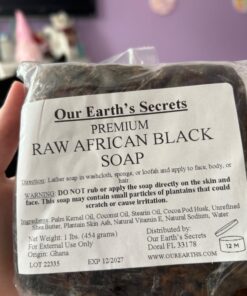 Our Earth's Secrets
PREMIUM
RAW AFRICAN BLACK
SOAP
Direction: Lather soap in washcloth, sponge, or loofah and apply to face, body, or
hair.
WARNING: DO NOT rub or apply the soap directly on the skin and
face. This soap may contain small particles of plantains that could
scratch or cause irritation.
Ingredients: Palm Kernel Oil, Coconut Oil, Stearin Oil, Cocoa Pod Husk, Unrefined
Shea Butter, Plantain Skin Ash, Natural Vitamin E, Natural Sodium, Water
Net Weight: 1 lbs. (454 grams)
For External Use Only
Origin: Ghana
LOT 22335 EXP 12/2027
Distributed by:
Our Earth's Secrets
Doral FL 33178
WWW.OUREARTHS.COM
12 M